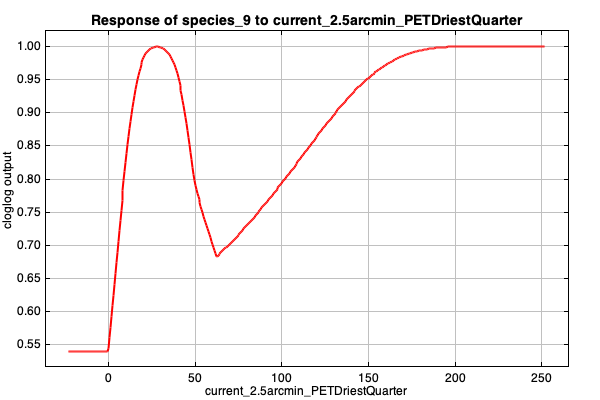 Response of species_9 to current_2.5arcmin_PETDriestQuarter
1.00
0.95
0.90
0.85
0.80
0.75
0.70
0.65
0.60
0.55
cloglog output
0 50 100 150 200 250
current_2.5arcmin_PETDriestQuarter